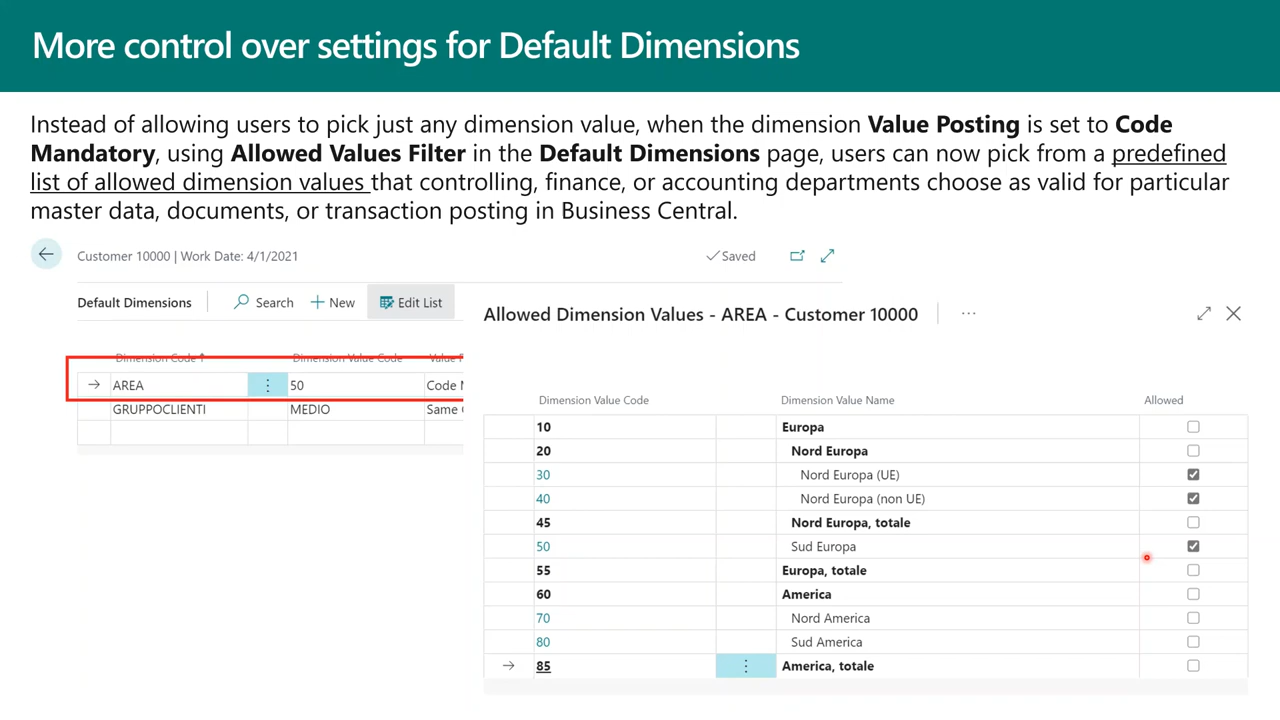 More control over settings for Default Dimensions
Instead of allowing users to pick just any dimension value, when the dimension Value Posting is set to Code
Mandatory, using Allowed Values Filter in the Default Dimensions page, users can now pick from a predefined
list of allowed dimension values that controlling, finance, or accounting departments choose as valid for particular
master data, documents, or transaction posting in Business Central.
Customer 10000 | Work Date: 4/1/2021
Saved
Default Dimensions
Search
New
Edit List
Dimension Code ↑ Dimension Value Code Value
AREA 50 Code
GRUPPOCLIENTI MEDIO Same
Allowed Dimension Values - AREA - Customer 10000
Dimension Value Code Dimension Value Name Allowed
10 Europa
20 Nord Europa
30 Nord Europa (UE)
40 Nord Europa (non UE)
45 Nord Europa, totale
50 Sud Europa
55 Europa, totale
60 America
70 Nord America
80 Sud America
85 America, totale